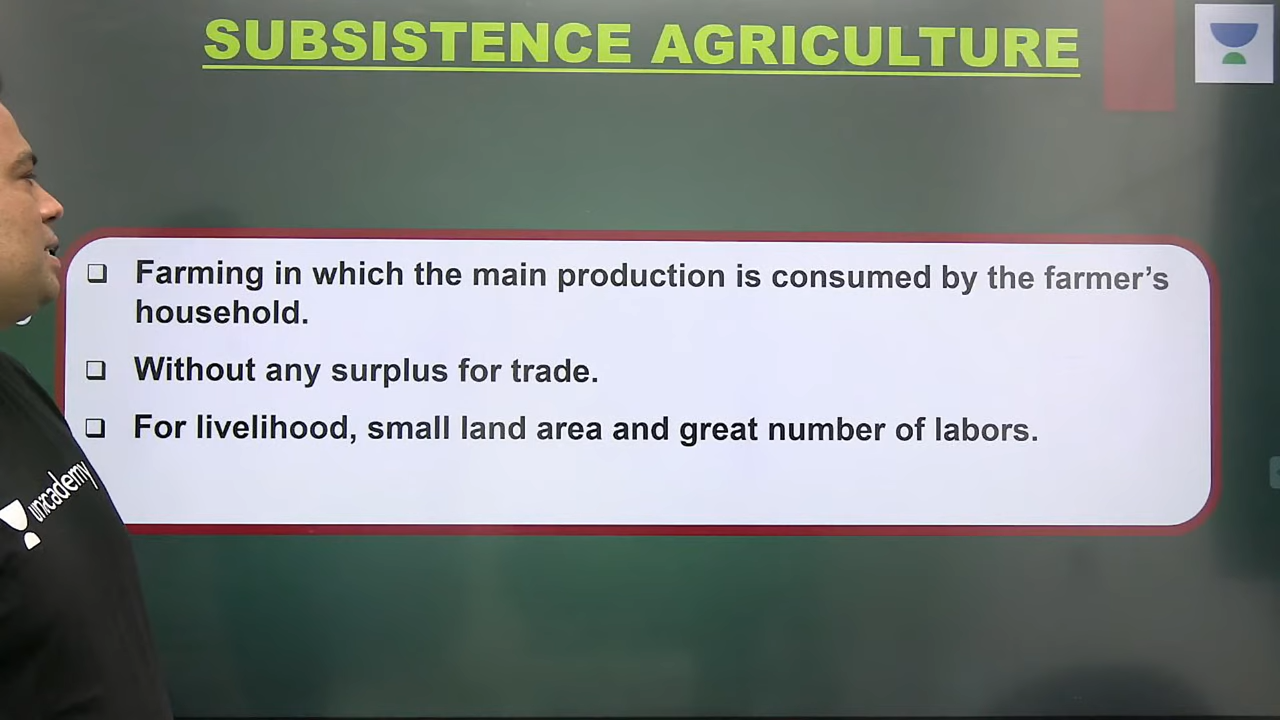 SUBSISTENCE AGRICULTURE
❑ Farming in which the main production is consumed by the farmer's
household.
❑ Without any surplus for trade.
❑ For livelihood, small land area and great number of labors.
unacademy